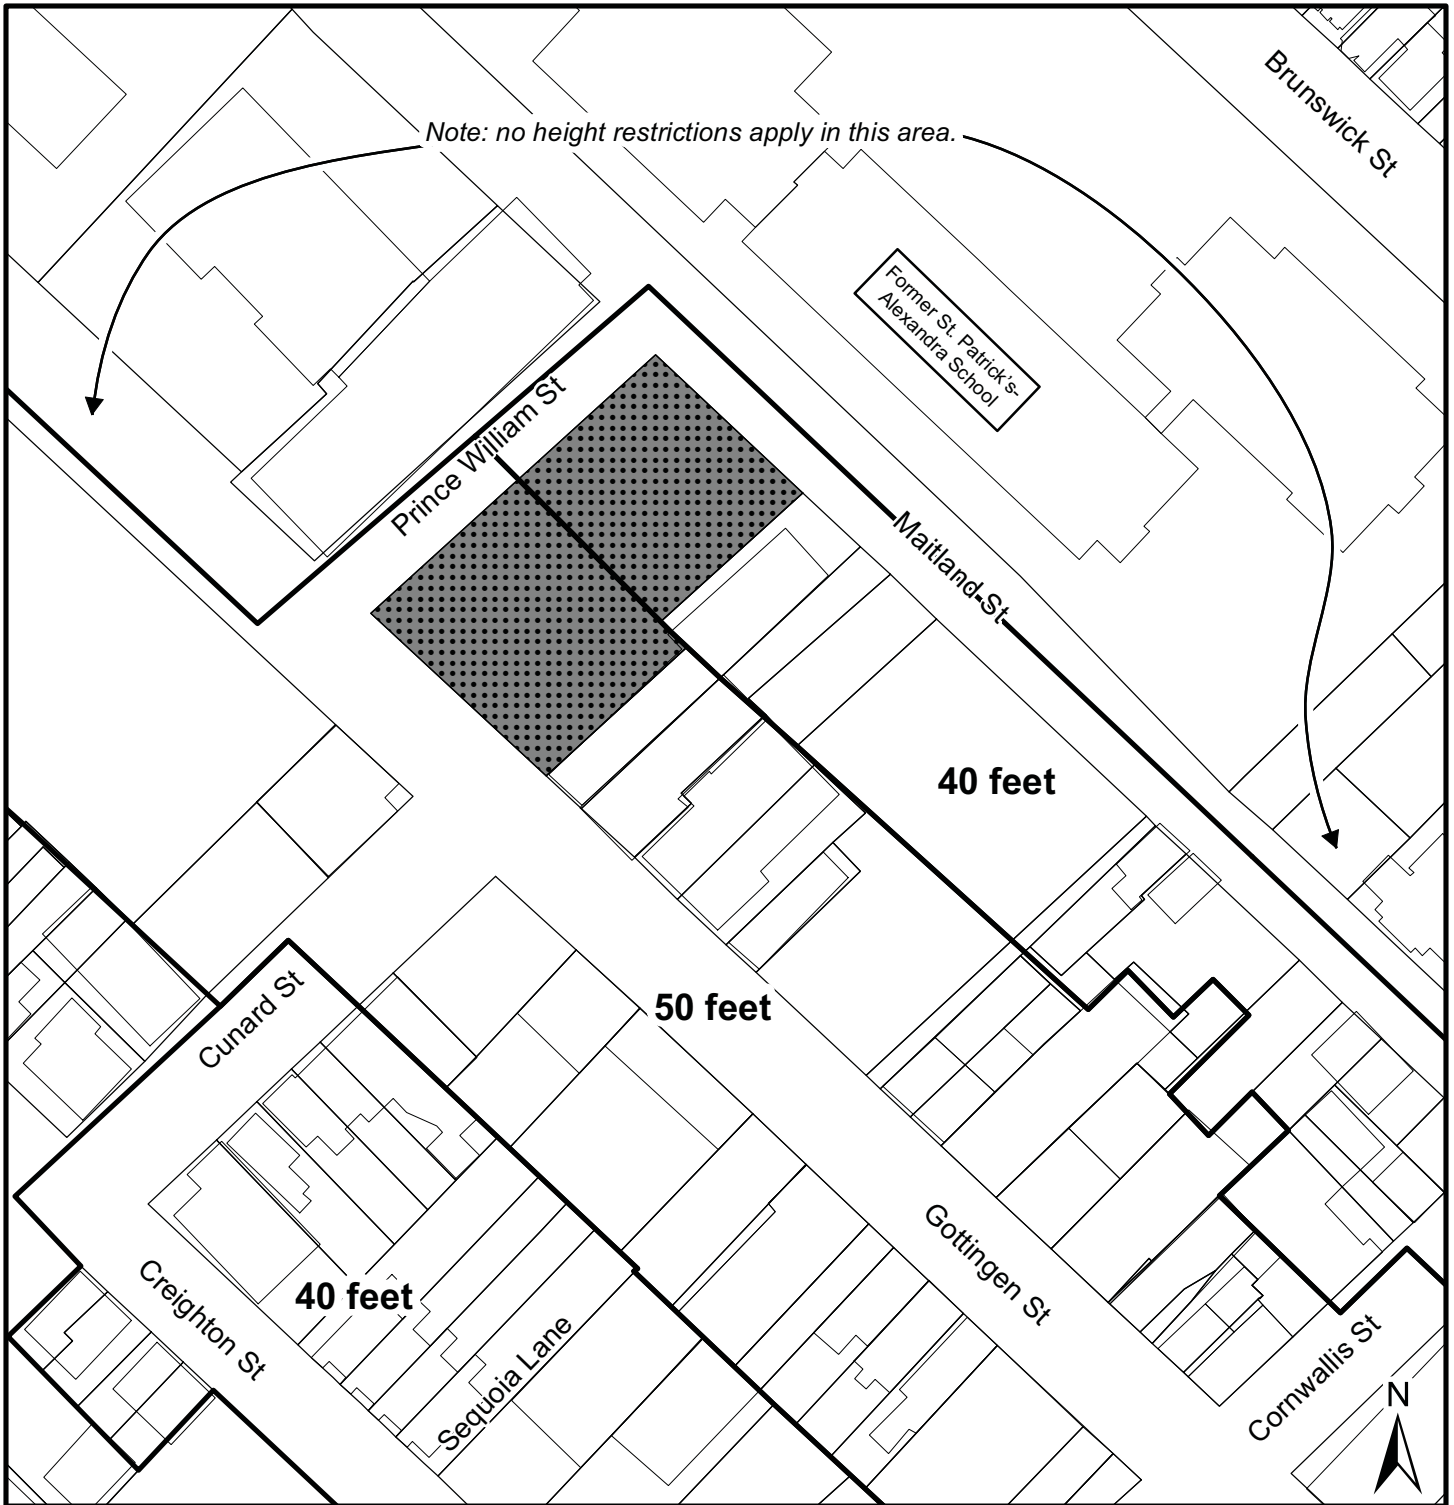 Brunswick St
Note: no height restrictions apply in this area.
Former St. Patrick's-
Alexandra School
Prince William St
Maitland St
40 feet
50 feet
Cunard St
Gottingen St
Creighton St
40 feet
Sequoia Lane
Cornwallis St
N